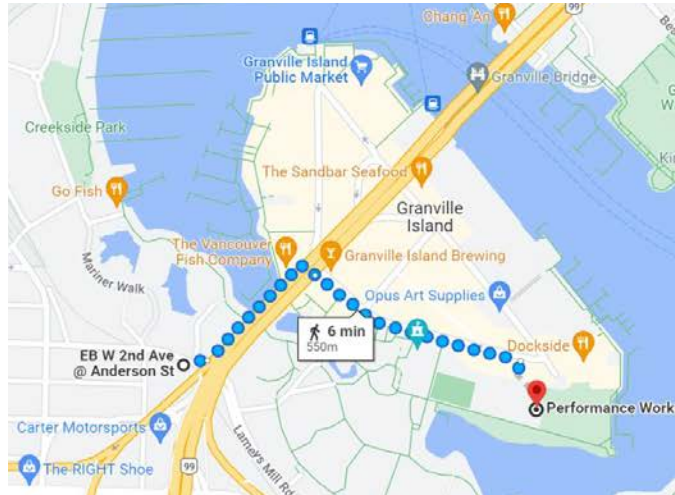 Chang 'An
99
Granville Island
Public Market
Granville Bridge
Creekside Park
The Sandbar Seafood
Go Fish
Granville
Island
The Vancouver
Fish Company
Granville Island Brewing
Mariner Walk
Opus Art Supplies
6 min
550m
Dockside
EB W 2nd Ave
@ Anderson St
Performance Work
Carter Motorsports
Lameys Mill Rd
The RIGHT Shoe
99